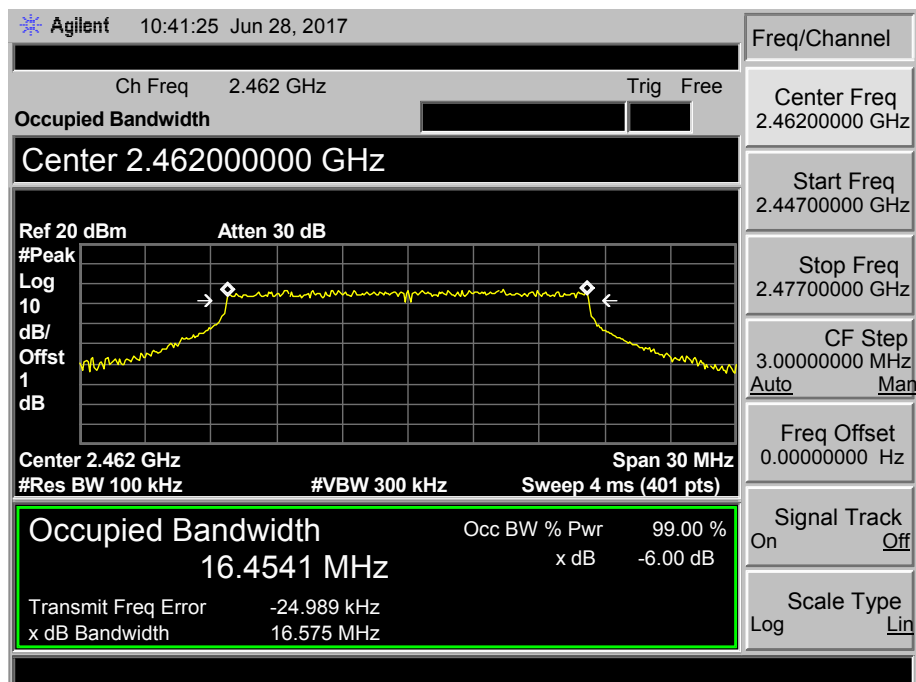 Agilent 10:41:25 Jun 28, 2017
Freq/Channel
Ch Freq 2.462 GHz Trig Free
Occupied Bandwidth
Center 2.462000000 GHz
Ref 20 dBm Atten 30 dB
#Peak
Log
10
dB/
Offst
1
dB
Center 2.462 GHz Span 30 MHz
#Res BW 100 kHz #VBW 300 kHz Sweep 4 ms (401 pts)
Occupied Bandwidth
16.4541 MHz
Occ BW % Pwr 99.00 %
x dB -6.00 dB
Transmit Freq Error -24.989 kHz
x dB Bandwidth 16.575 MHz
Center Freq
2.46200000 GHz
Start Freq
2.44700000 GHz
Stop Freq
2.47700000 GHz
CF Step
3.00000000 MHz
Auto Man
Freq Offset
0.00000000 Hz
Signal Track
On Off
Scale Type
Log Lin